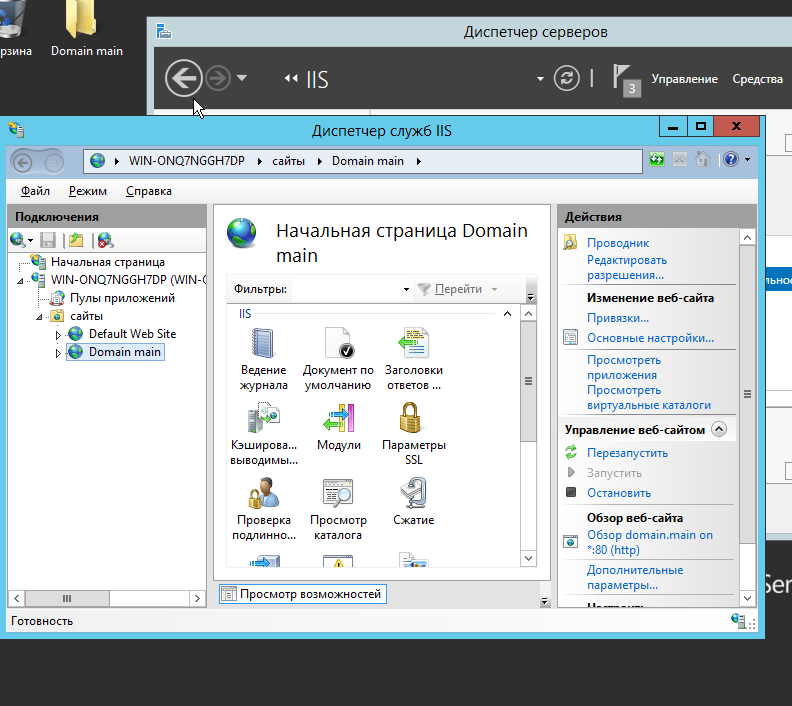 рзина
Domain main
Диспетчер серверов
IIS
3
Управление
Средства
Диспетчер служб IIS
WIN-ONQ7NGGH7DP
сайты
Domain main
Файл
Режим
Справка
Подключения
Начальная страница
WIN-ONQ7NGGH7DP (WIN-O
Пулы приложений
сайты
Default Web Site
Domain main
Начальная страница Domain
main
Фильтры:
Перейти
IIS
Ведение
журнала
Документ по
умолчанию
Заголовки
ответов ...
Кэширова...
выводимы...
Модули
Параметры
SSL
Проверка
подлинно...
Просмотр
каталога
Сжатие
Просмотр возможностей
Действия
Проводник
Редактировать
разрешения...
Изменение веб-сайта
Привязки...
Основные настройки...
Просмотреть
приложения
Просмотреть
виртуальные каталоги
Управление веб-сайтом
Перезапустить
Запустить
Остановить
Обзор веб-сайта
Обзор domain.main on
*:80 (http)
Дополнительные
параметры...
льнос
Ser
Готовность